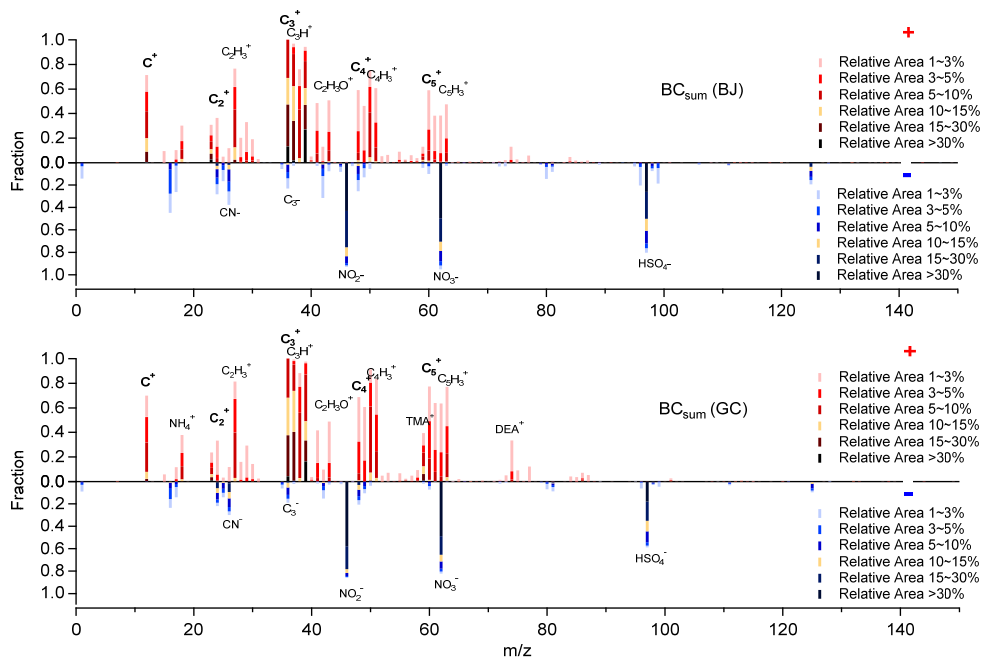 C₃⁺
C₃H⁺
C⁺
C₂H₃⁺
C₂⁺
C₂H₃O⁺
C₄⁺
C₄H₃⁺
C₅⁺
C₅H₃⁺
BCsum (BJ)
+
Relative Area 1~3%
Relative Area 3~5%
Relative Area 5~10%
Relative Area 10~15%
Relative Area 15~30%
Relative Area >30%
-
Relative Area 1~3%
Relative Area 3~5%
Relative Area 5~10%
Relative Area 10~15%
Relative Area 15~30%
Relative Area >30%
Fraction
1.0
0.8
0.6
0.4
0.2
0.0
0.2
0.4
0.6
0.8
1.0
CN-
C₃-
NO₂-
NO₃-
HSO₄-
0 20 40 60 80 100 120 140
C₃⁺
C₃H⁺
C⁺
C₂H₃⁺
NH₄⁺
C₂⁺
C₂H₃O⁺
C₄⁺
C₄H₃⁺
C₅⁺
C₅H₃⁺
TMA⁺
DEA⁺
BCsum (GC)
+
Relative Area 1~3%
Relative Area 3~5%
Relative Area 5~10%
Relative Area 10~15%
Relative Area 15~30%
Relative Area >30%
-
Relative Area 1~3%
Relative Area 3~5%
Relative Area 5~10%
Relative Area 10~15%
Relative Area 15~30%
Relative Area >30%
Fraction
1.0
0.8
0.6
0.4
0.2
0.0
0.2
0.4
0.6
0.8
1.0
CN⁻
C₃⁻
NO₂⁻
NO₃⁻
HSO₄⁻
0 20 40 60 80 100 120 140
m/z